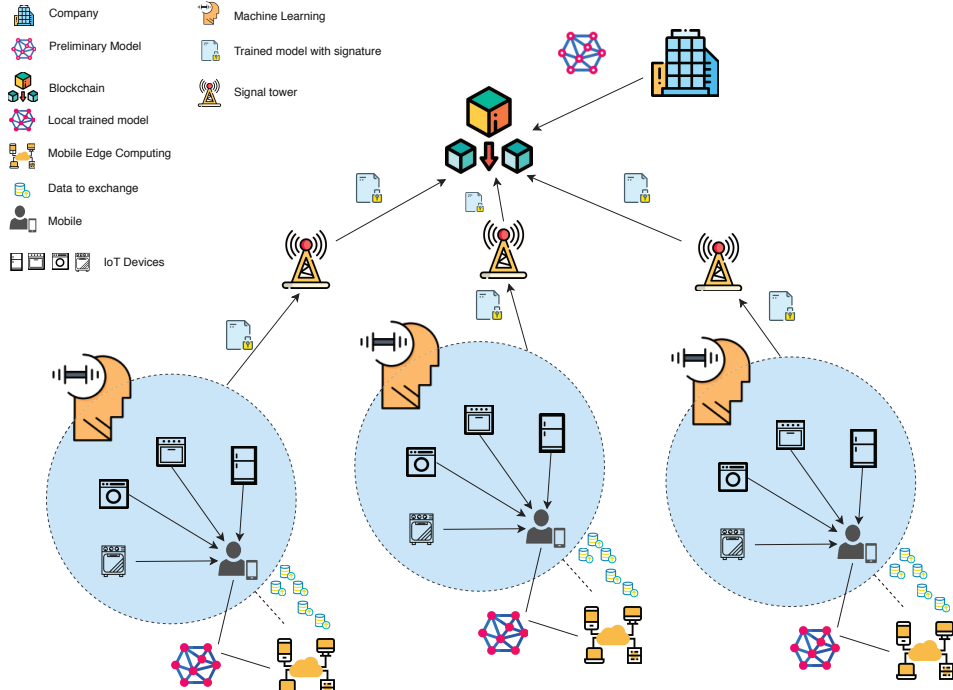 Company
Preliminary Model
Blockchain
Local trained model
Mobile Edge Computing
Data to exchange
Mobile
IoT Devices
Machine Learning
Trained model with signature
Signal tower